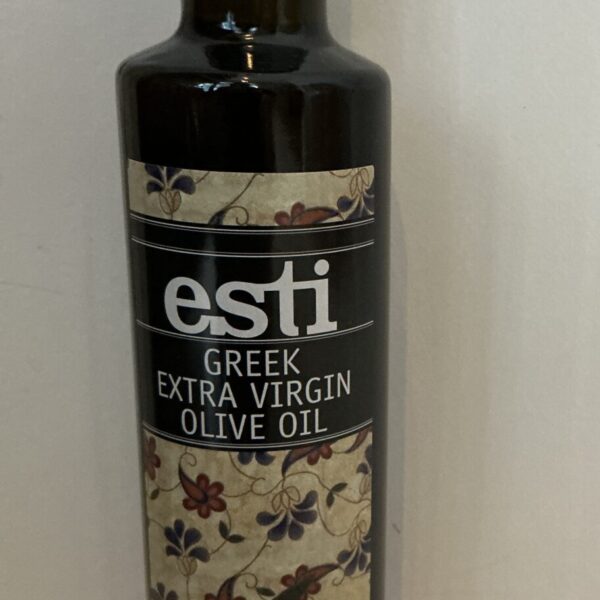 esti
GREEK
EXTRA VIRGIN
OLIVE OIL